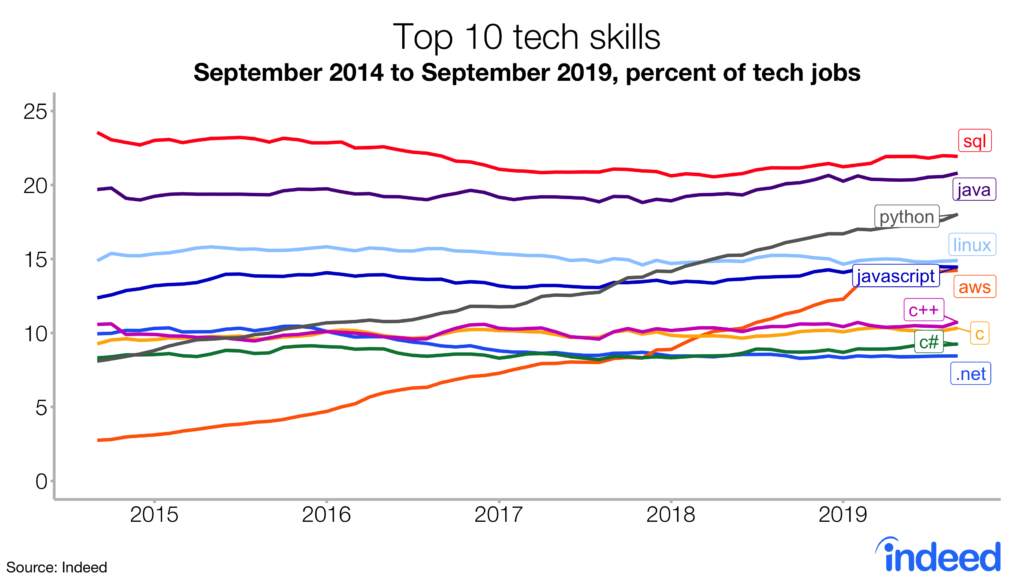 Top 10 tech skills
September 2014 to September 2019, percent of tech jobs
25
sql
20
java
python
15
linux
javascript
aws
c++
10
c
c#
.net
5
0
2015 2016 2017 2018 2019
Source: Indeed
indeed